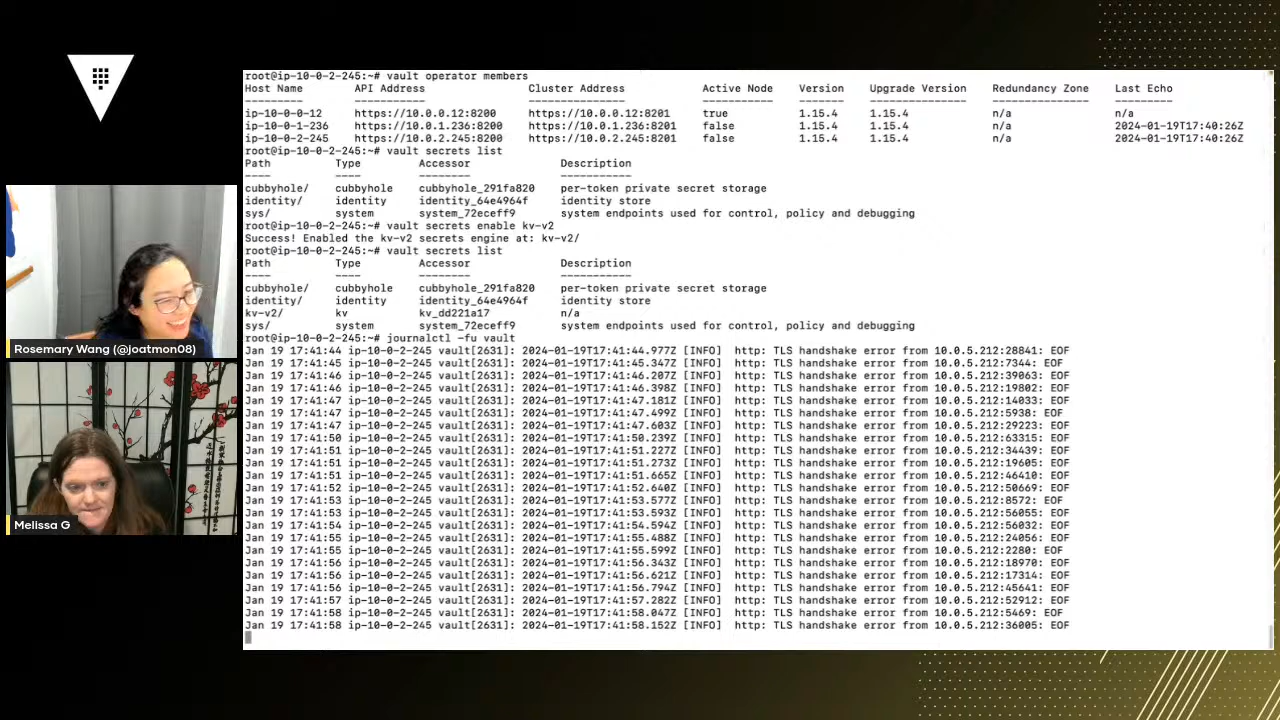 root@ip-10-0-2-245:~# vault operator members
Host Name API Address Cluster Address Active Node Version Upgrade Version Redundancy Zone Last Echo
--------- ----------- --------------- ----------- ------- --------------- --------------- ---------
ip-10-0-0-12 https://10.0.0.12:8200 https://10.0.0.12:8201 true 1.15.4 1.15.4 n/a n/a
ip-10-0-1-236 https://10.0.1.236:8200 https://10.0.1.236:8201 false 1.15.4 1.15.4 n/a 2024-01-19T17:40:26Z
ip-10-0-2-245 https://10.0.2.245:8200 https://10.0.2.245:8201 false 1.15.4 1.15.4 n/a 2024-01-19T17:40:26Z
root@ip-10-0-2-245:~# vault secrets list
Path Type Accessor Description
---- ---- -------- -----------
cubbyhole/ cubbyhole cubbyhole_291fa820 per-token private secret storage
identity/ identity identity_64e4964f identity store
sys/ system system_72eceff9 system endpoints used for control, policy and debugging
root@ip-10-0-2-245:~# vault secrets enable kv-v2
Success! Enabled the kv-v2 secrets engine at: kv-v2/
root@ip-10-0-2-245:~# vault secrets list
Path Type Accessor Description
---- ---- -------- -----------
cubbyhole/ cubbyhole cubbyhole_291fa820 per-token private secret storage
identity/ identity identity_64e4964f identity store
kv-v2/ kv kv_dd221a17 n/a
sys/ system system_72eceff9 system endpoints used for control, policy and debugging
root@ip-10-0-2-245:~# journalctl -fu vault
Jan 19 17:41:44 ip-10-0-2-245 vault[2631]: 2024-01-19T17:41:44.977Z [INFO] http: TLS handshake error from 10.0.5.212:28841: EOF
Jan 19 17:41:45 ip-10-0-2-245 vault[2631]: 2024-01-19T17:41:45.347Z [INFO] http: TLS handshake error from 10.0.5.212:7344: EOF
Jan 19 17:41:46 ip-10-0-2-245 vault[2631]: 2024-01-19T17:41:46.207Z [INFO] http: TLS handshake error from 10.0.5.212:39063: EOF
Jan 19 17:41:46 ip-10-0-2-245 vault[2631]: 2024-01-19T17:41:46.398Z [INFO] http: TLS handshake error from 10.0.5.212:19802: EOF
Jan 19 17:41:47 ip-10-0-2-245 vault[2631]: 2024-01-19T17:41:47.181Z [INFO] http: TLS handshake error from 10.0.5.212:14033: EOF
Jan 19 17:41:47 ip-10-0-2-245 vault[2631]: 2024-01-19T17:41:47.499Z [INFO] http: TLS handshake error from 10.0.5.212:5938: EOF
Jan 19 17:41:47 ip-10-0-2-245 vault[2631]: 2024-01-19T17:41:47.603Z [INFO] http: TLS handshake error from 10.0.5.212:29223: EOF
Jan 19 17:41:50 ip-10-0-2-245 vault[2631]: 2024-01-19T17:41:50.239Z [INFO] http: TLS handshake error from 10.0.5.212:63315: EOF
Jan 19 17:41:51 ip-10-0-2-245 vault[2631]: 2024-01-19T17:41:51.227Z [INFO] http: TLS handshake error from 10.0.5.212:34439: EOF
Jan 19 17:41:51 ip-10-0-2-245 vault[2631]: 2024-01-19T17:41:51.273Z [INFO] http: TLS handshake error from 10.0.5.212:19605: EOF
Jan 19 17:41:51 ip-10-0-2-245 vault[2631]: 2024-01-19T17:41:51.665Z [INFO] http: TLS handshake error from 10.0.5.212:46410: EOF
Jan 19 17:41:52 ip-10-0-2-245 vault[2631]: 2024-01-19T17:41:52.640Z [INFO] http: TLS handshake error from 10.0.5.212:50669: EOF
Jan 19 17:41:53 ip-10-0-2-245 vault[2631]: 2024-01-19T17:41:53.577Z [INFO] http: TLS handshake error from 10.0.5.212:8572: EOF
Jan 19 17:41:53 ip-10-0-2-245 vault[2631]: 2024-01-19T17:41:53.593Z [INFO] http: TLS handshake error from 10.0.5.212:56055: EOF
Jan 19 17:41:54 ip-10-0-2-245 vault[2631]: 2024-01-19T17:41:54.594Z [INFO] http: TLS handshake error from 10.0.5.212:56032: EOF
Jan 19 17:41:55 ip-10-0-2-245 vault[2631]: 2024-01-19T17:41:55.488Z [INFO] http: TLS handshake error from 10.0.5.212:24056: EOF
Jan 19 17:41:55 ip-10-0-2-245 vault[2631]: 2024-01-19T17:41:55.599Z [INFO] http: TLS handshake error from 10.0.5.212:2280: EOF
Jan 19 17:41:56 ip-10-0-2-245 vault[2631]: 2024-01-19T17:41:56.343Z [INFO] http: TLS handshake error from 10.0.5.212:18970: EOF
Jan 19 17:41:56 ip-10-0-2-245 vault[2631]: 2024-01-19T17:41:56.621Z [INFO] http: TLS handshake error from 10.0.5.212:17314: EOF
Jan 19 17:41:56 ip-10-0-2-245 vault[2631]: 2024-01-19T17:41:56.794Z [INFO] http: TLS handshake error from 10.0.5.212:45641: EOF
Jan 19 17:41:57 ip-10-0-2-245 vault[2631]: 2024-01-19T17:41:57.282Z [INFO] http: TLS handshake error from 10.0.5.212:52912: EOF
Jan 19 17:41:58 ip-10-0-2-245 vault[2631]: 2024-01-19T17:41:58.047Z [INFO] http: TLS handshake error from 10.0.5.212:5469: EOF
Jan 19 17:41:58 ip-10-0-2-245 vault[2631]: 2024-01-19T17:41:58.152Z [INFO] http: TLS handshake error from 10.0.5.212:36005: EOF
Rosemary Wang (@joatmon08)
Melissa G